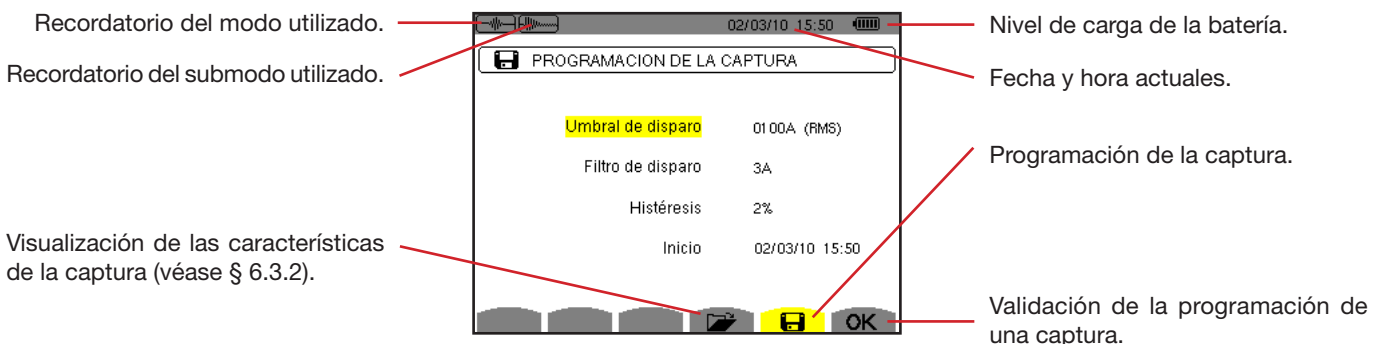 Recordatorio del modo utilizado.
Recordatorio del submodo utilizado.
Visualización de las características
de la captura (véase § 6.3.2).
02/03/10 15:50
PROGRAMACION DE LA CAPTURA
Umbral de disparo 0100A (RMS)
Filtro de disparo 3A
Histéresis 2%
Inicio 02/03/10 15:50
OK
Nivel de carga de la batería.
Fecha y hora actuales.
Programación de la captura.
Validación de la programación de
una captura.